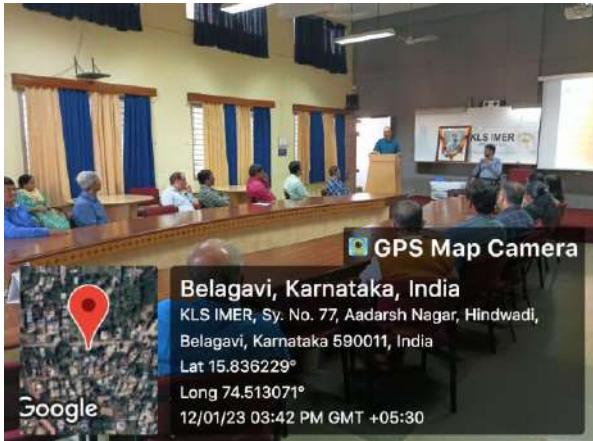 KLS IMER
GPS Map Camera
Belagavi, Karnataka, India
KLS IMER, Sy. No. 77, Aadarsh Nagar, Hindwadi,
Belagavi, Karnataka 590011, India
Lat 15.836229°
Long 74.513071°
12/01/23 03:42 PM GMT +05:30
Google